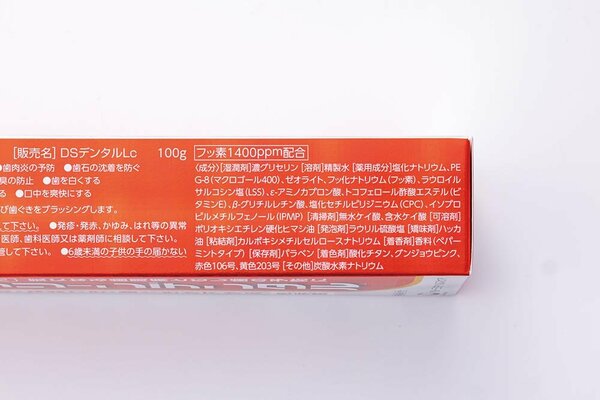 [販売名] DSデンタルLc 100g
●歯肉炎の予防 ●歯石の沈着を防ぐ
臭の防止 ●歯を白くする
る ●口中を爽快にする
び歯ぐきをブラッシングします。
して下さい。 ●発疹・発赤、かゆみ、はれ等の異常
医師、歯科医師又は薬剤師に相談して下さい。
管して下さい。 ●6歳未満の子供の手の届かない
フッ素1400ppm配合
(成分)[湿潤剤]濃グリセリン [溶剤]精製水 [薬用成分]塩化ナトリウム、PE
G-8(マクロゴール400)、ゼオライト、フッ化ナトリウム(フッ素)、ラウロイル
サルコシン塩(LSS)、ε-アミノカプロン酸、トコフェロール酢酸エステル(ビ
タミンE)、β-グリチルレチン酸、塩化セチルピリジニウム(CPC)、イソプロ
ピルメチルフェノール(IPMP) [清掃剤]無水ケイ酸、含水ケイ酸 [可溶剤]
ポリオキシエチレン硬化ヒマシ油 [発泡剤]ラウリル硫酸塩 [矯味剤]ハッカ
油 [粘結剤]カルボキシメチルセルロースナトリウム [着香剤]香料(ペパー
ミントタイプ) [保存剤]パラベン [着色剤]酸化チタン、グンジョウピンク、
赤色106号、黄色203号 [その他]炭酸水素ナトリウム